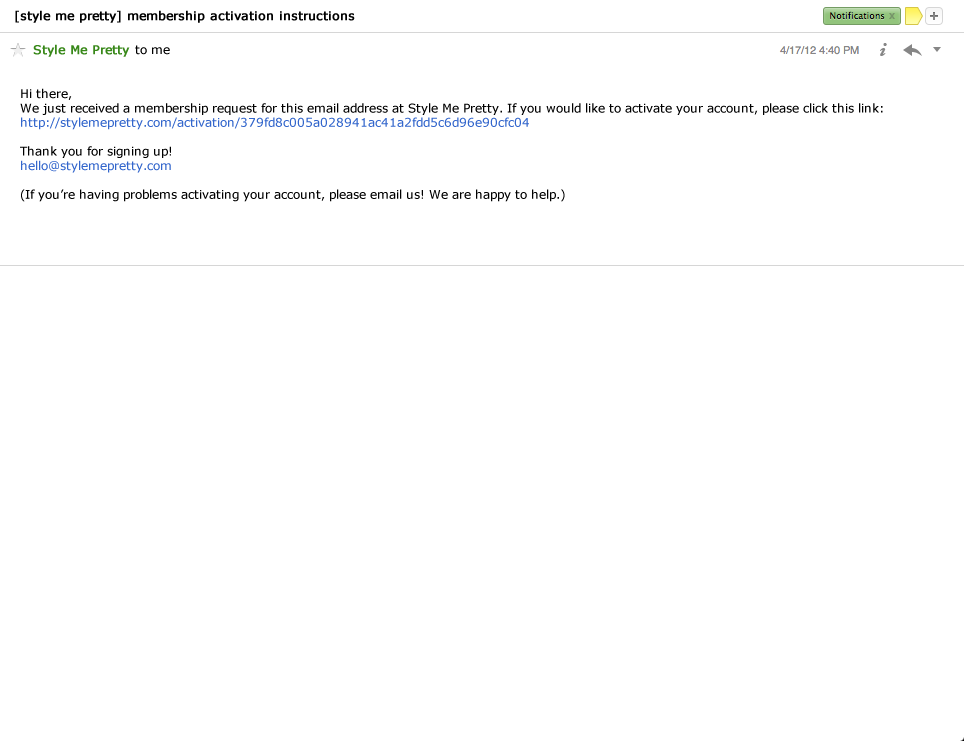 [style me pretty] membership activation instructions
Notifications x
+
Style Me Pretty to me
4/17/12 4:40 PM
i
Hi there,
We just received a membership request for this email address at Style Me Pretty. If you would like to activate your account, please click this link:
http://stylemepretty.com/activation/379fd8c005a028941ac41a2fdd5c6d96e90cfc04
Thank you for signing up!
hello@stylemepretty.com
(If you’re having problems activating your account, please email us! We are happy to help.)